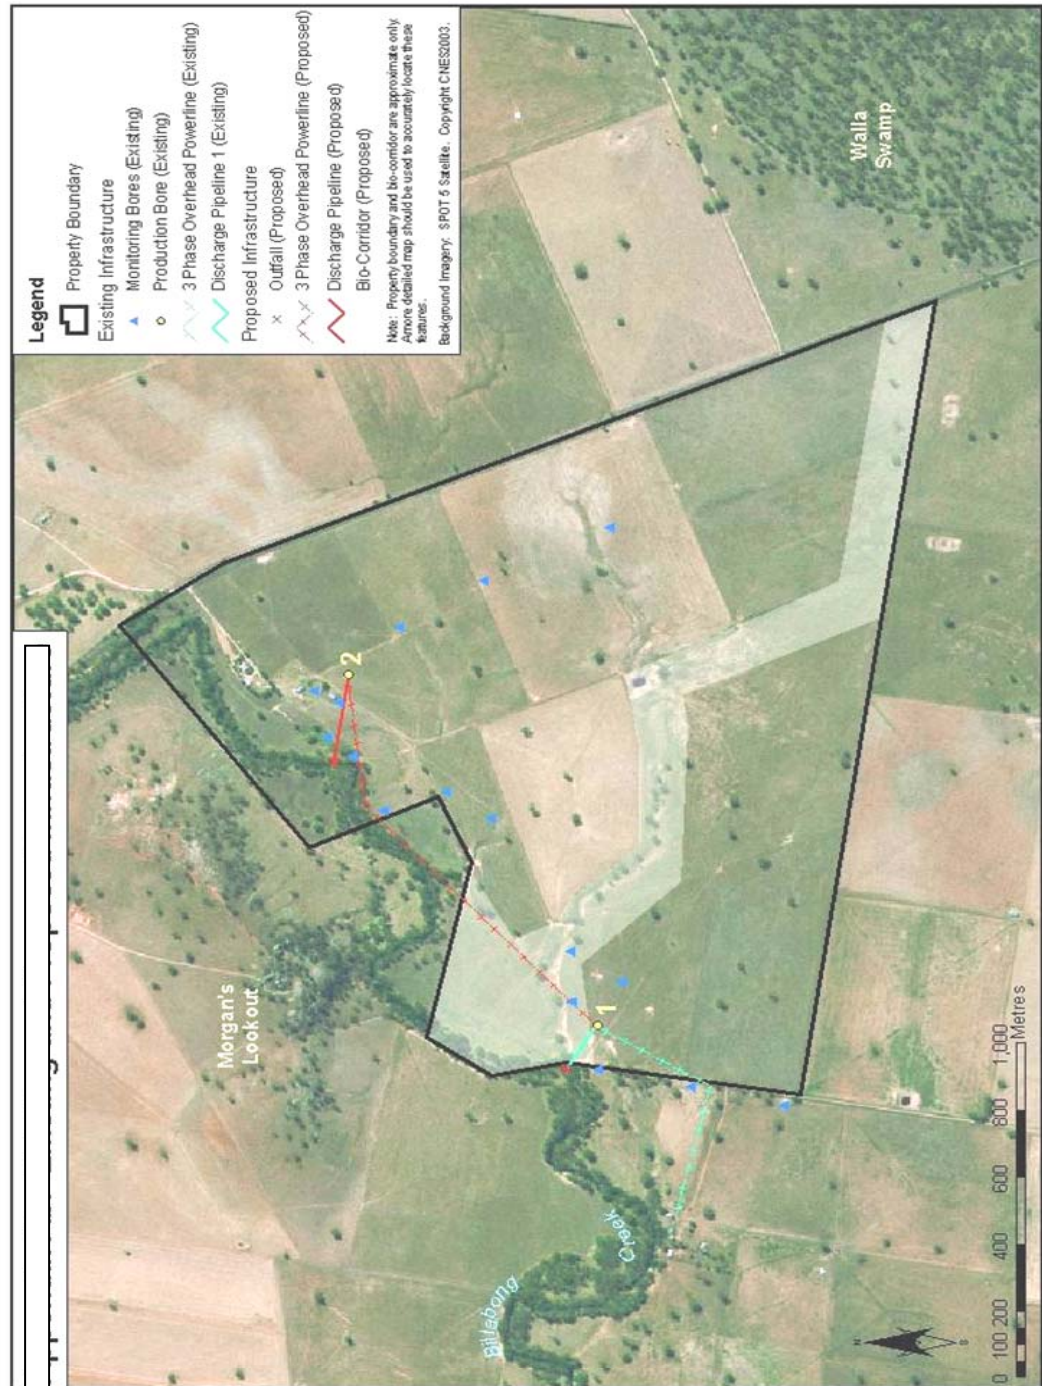 Legend
Property Boundary
Existing Infrastructure
Monitoring Bores (Existing)
Production Bore (Existing)
3 Phase Overhead Powerline (Existing)
Discharge Pipeline 1 (Existing)
Proposed Infrastructure
Outfall (Proposed)
3 Phase Overhead Powerline (Proposed)
Discharge Pipeline (Proposed)
Bio-Corridor (Proposed)
Note: Property boundary and bio-corridor are approximate only.
A more detailed map should be used to accurately locate these
features.
Background Imagery: SPOT 5 Satellite. Copyright CNES2003.
Walla
Swamp
2
Morgan's
Lookout
1
Billabong
Creek
N
S
0 100 200 400 600 800 1,000
Metres